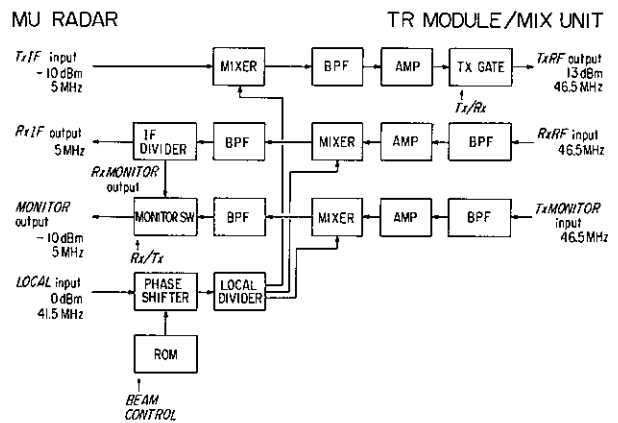 MU RADAR
TR MODULE/MIX UNIT
TxIF input
-10dBm
5MHz
MIXER
BPF
AMP
TX GATE
TxRF output
13dBm
46.5MHz
Tx/Rx
RxIF output
5MHz
IF
DIVIDER
BPF
MIXER
AMP
BPF
RxRF input
46.5MHz
RxMONITOR
output
MONITOR
output
-10dBm
5MHz
MONITOR SW
BPF
MIXER
AMP
BPF
TxMONITOR
input
46.5MHz
Rx/Tx
LOCAL input
0dBm
41.5MHz
PHASE
SHIFTER
LOCAL
DIVIDER
ROM
BEAM
CONTROL